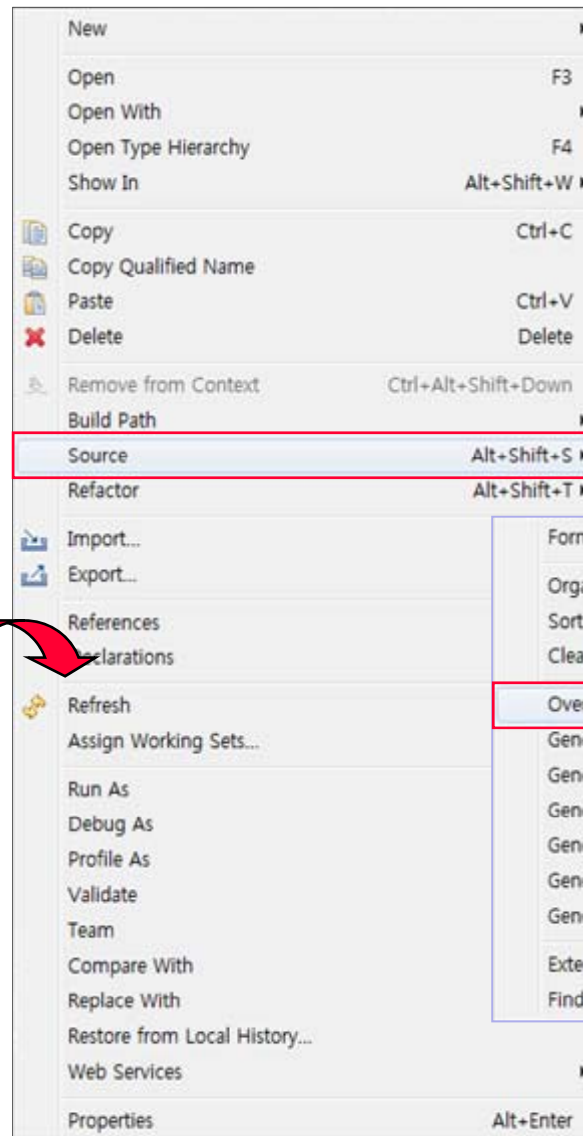 New
Open F3
Open With
Open Type Hierarchy F4
Show In Alt+Shift+W
Copy Ctrl+C
Copy Qualified Name
Paste Ctrl+V
Delete Delete
Remove from Context Ctrl+Alt+Shift+Down
Build Path
Source Alt+Shift+S
Refactor Alt+Shift+T
Import...
Export...
References
Refresh
Assign Working Sets...
Run As
Debug As
Profile As
Validate
Team
Compare With
Replace With
Restore from Local History...
Web Services
Properties Alt+Enter
Sort
Find